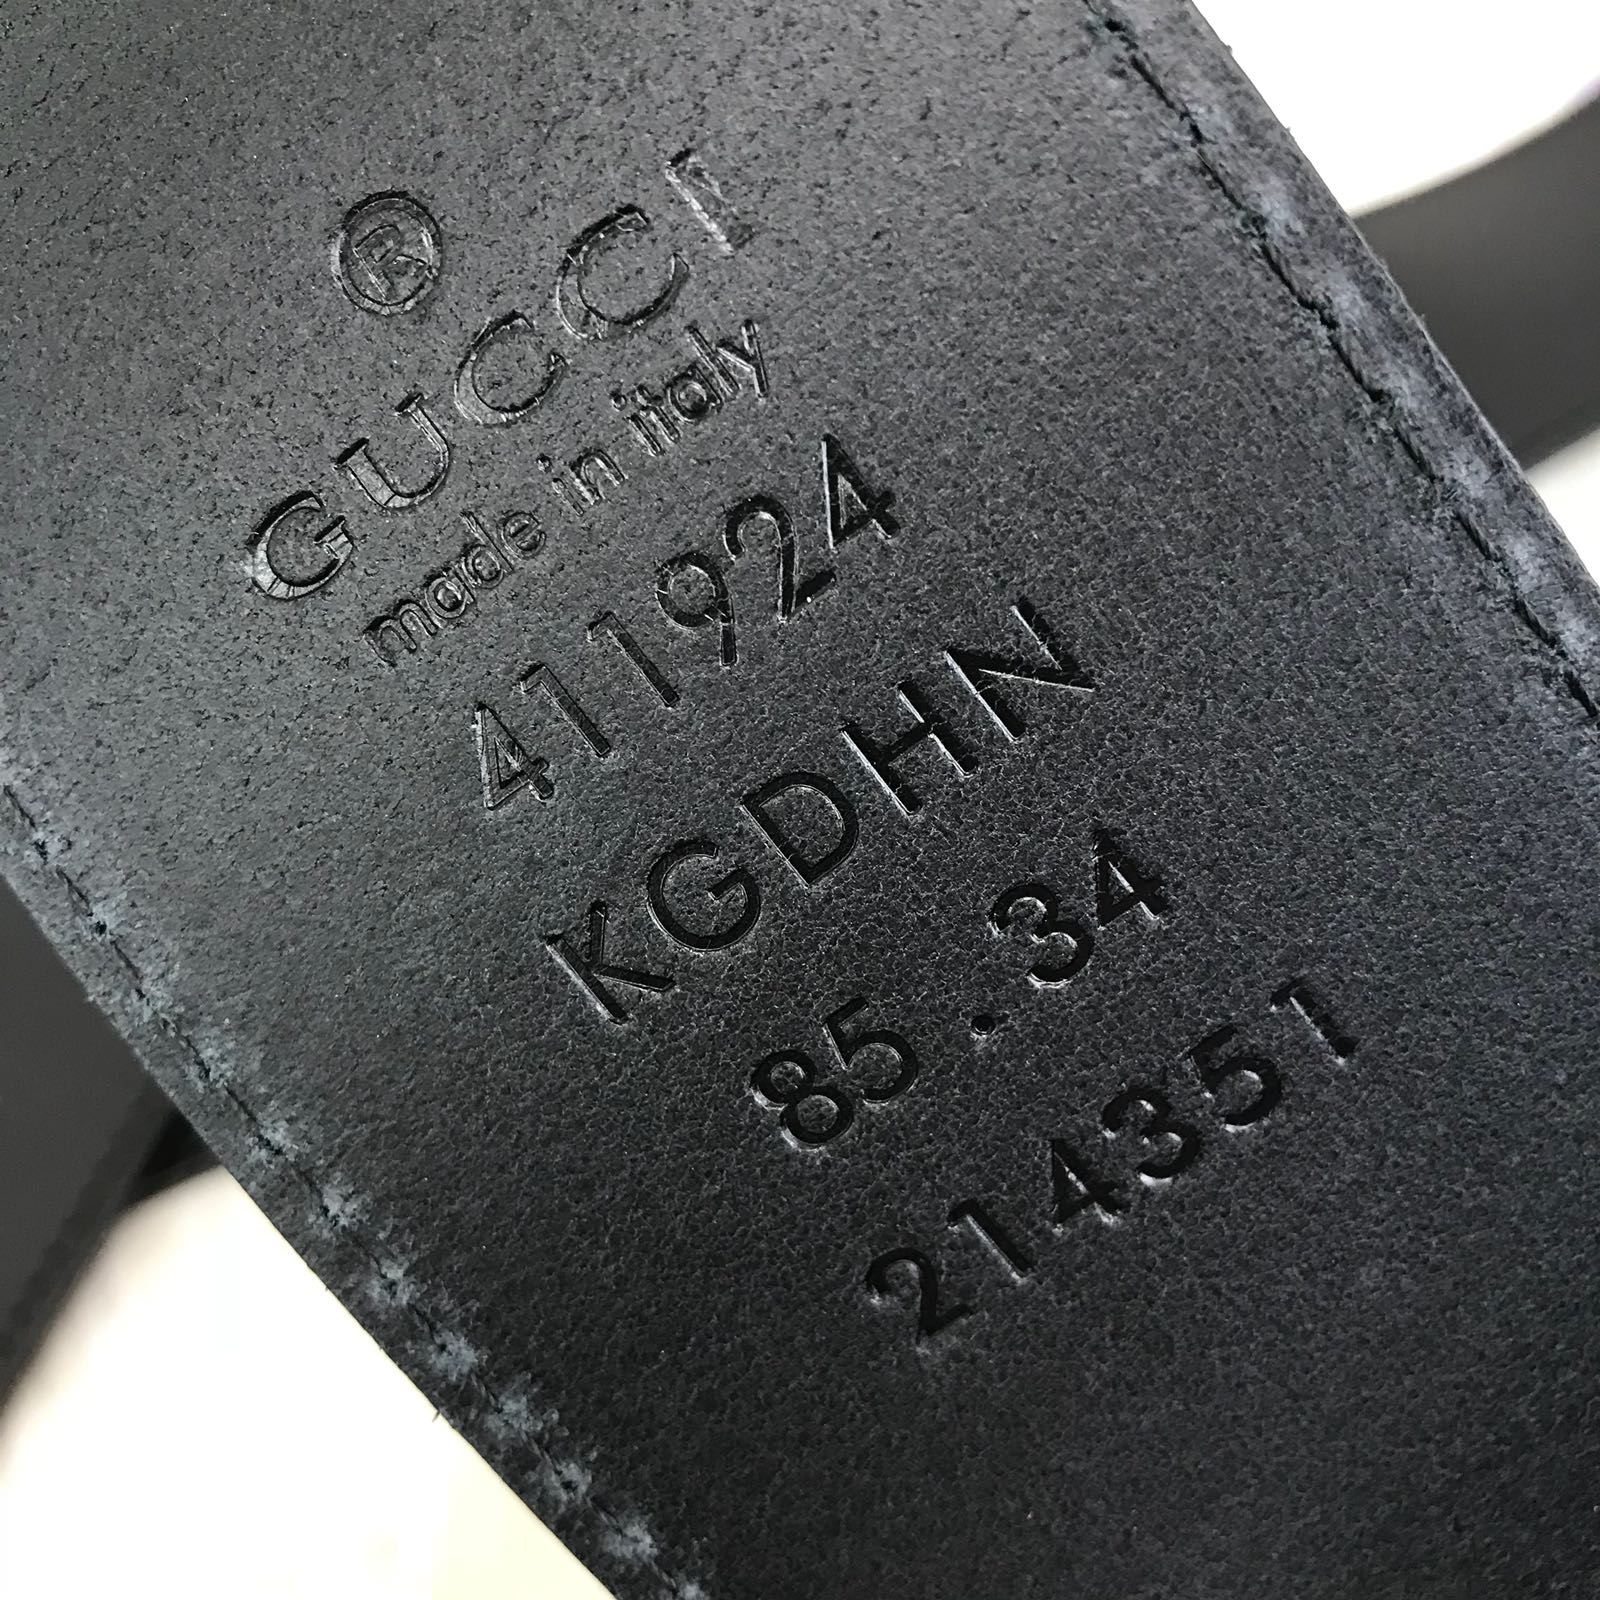 ®
GUCCI
made in italy
411924
KGDHN
85.34
214351